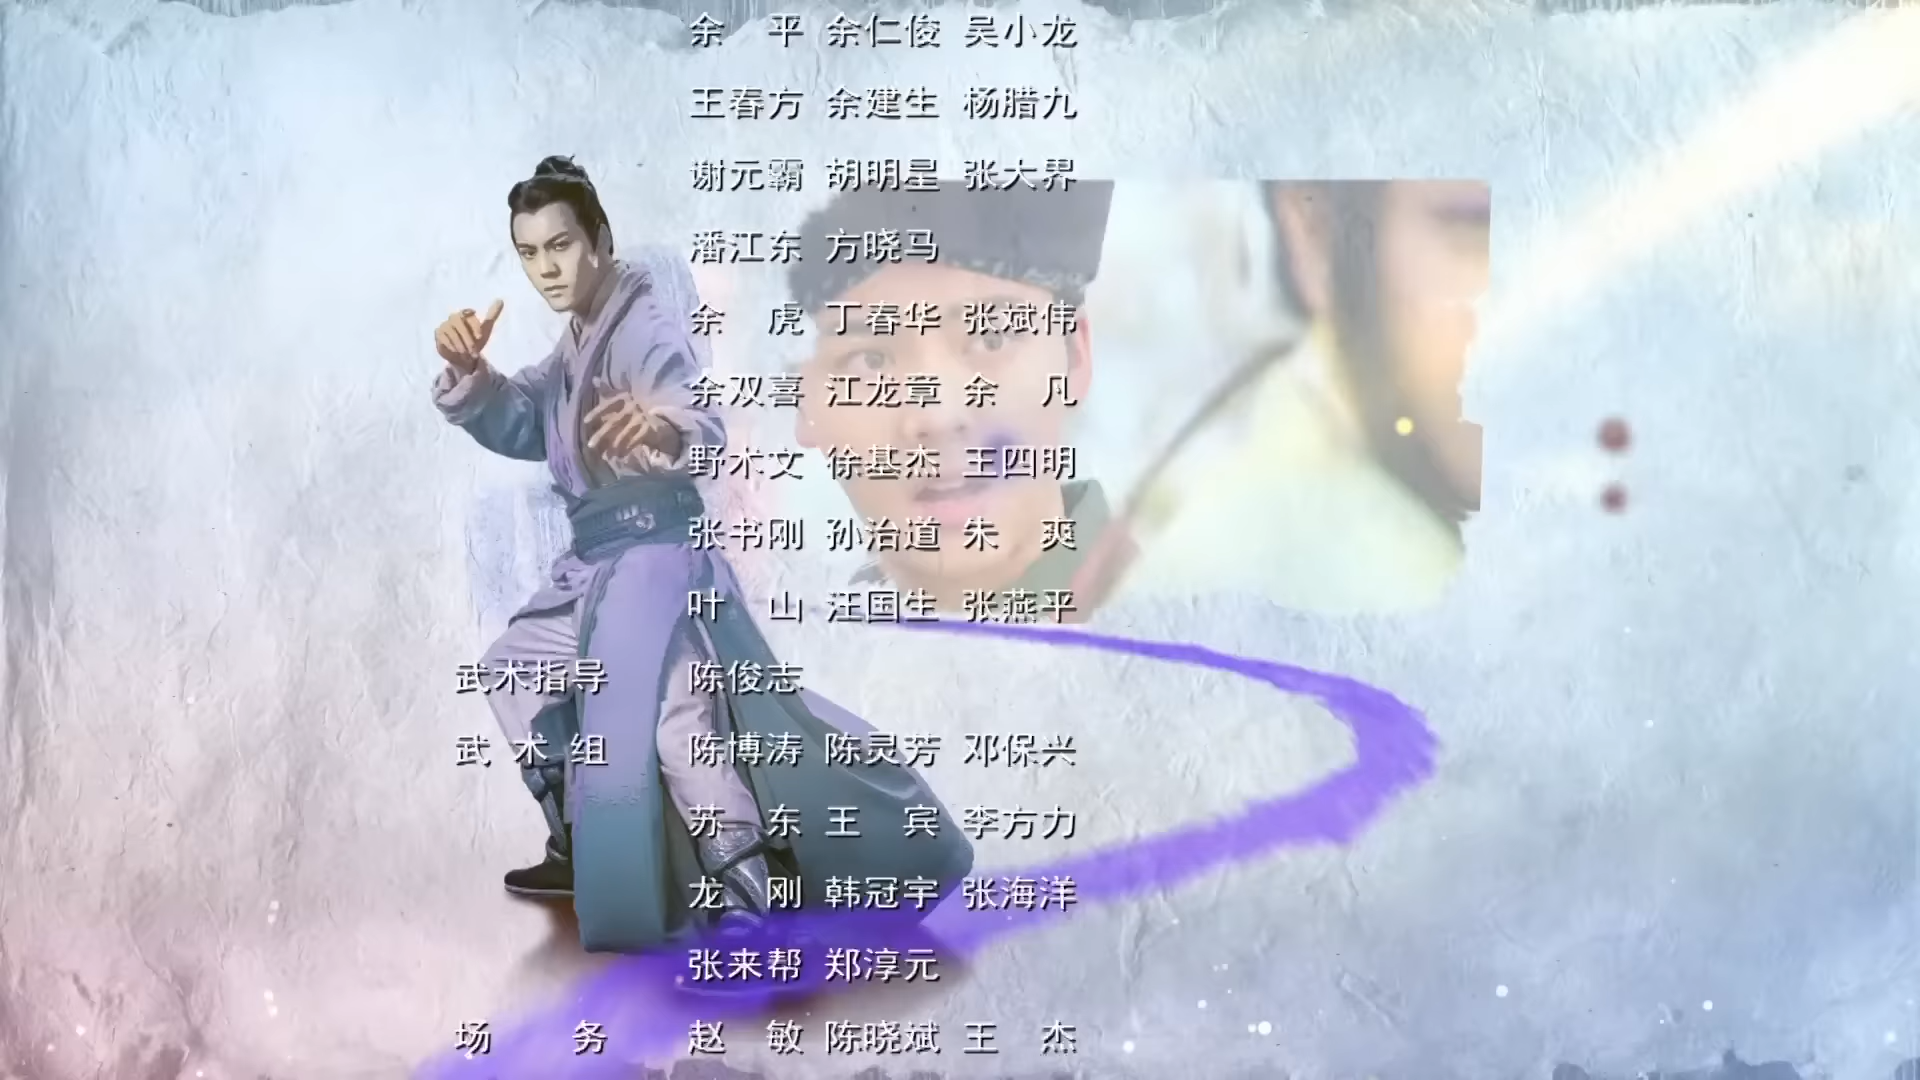 余　平 余仁俊 吴小龙
王春方 余建生 杨腊九
谢元霸 胡明星 张大界
潘江东 方晓马
余　虎 丁春华 张斌伟
余双喜 江龙章 余　凡
野术文 徐基杰 王四明
张书刚 孙治道 朱　爽
叶　山 汪国生 张燕平
武术指导 陈俊志
武 术 组 陈博涛 陈灵芳 邓保兴
苏　东 王　宾 李方力
龙　刚 韩冠宇 张海洋
张来帮 郑淳元
场　务 赵　敏 陈晓斌 王　杰